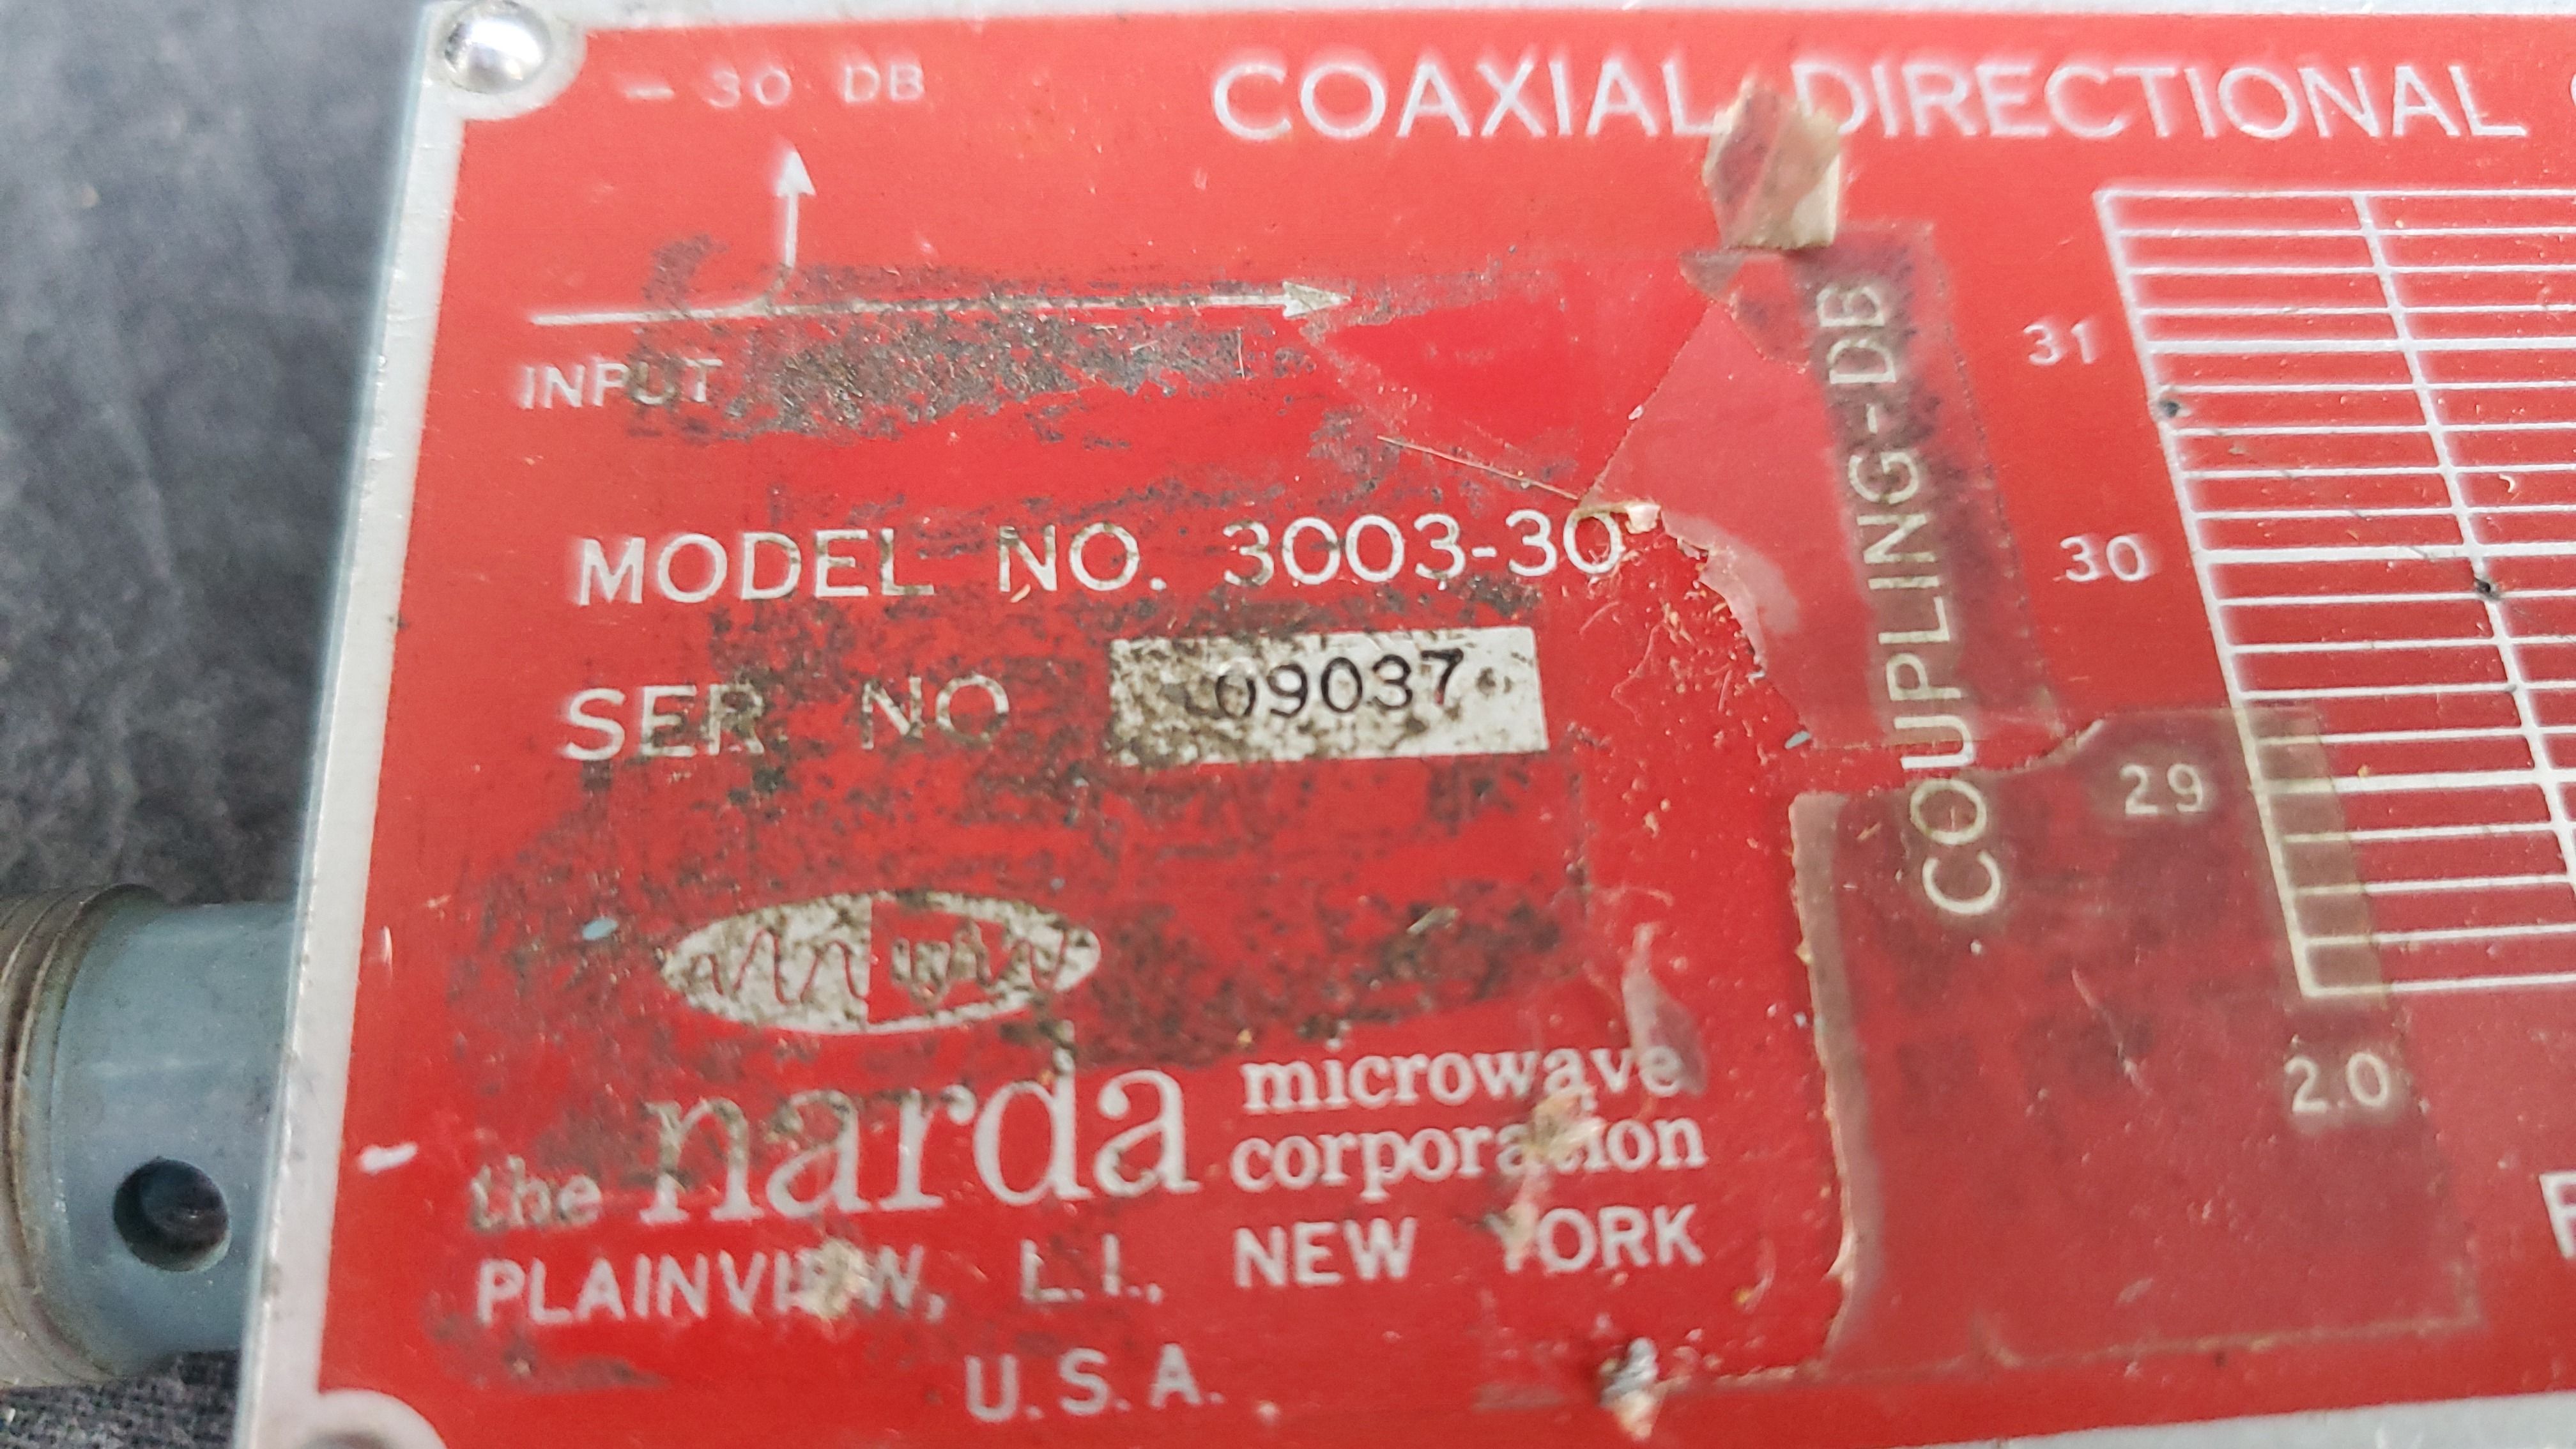 - 30 DB
COAXIAL DIRECTIONAL
INPUT
MODEL NO. 3003-30
SER NO 09037
the narda microwave corporation
PLAINVIEW, L.I., NEW YORK
U.S.A.
COUPLING-DB
31
30
29
2.0